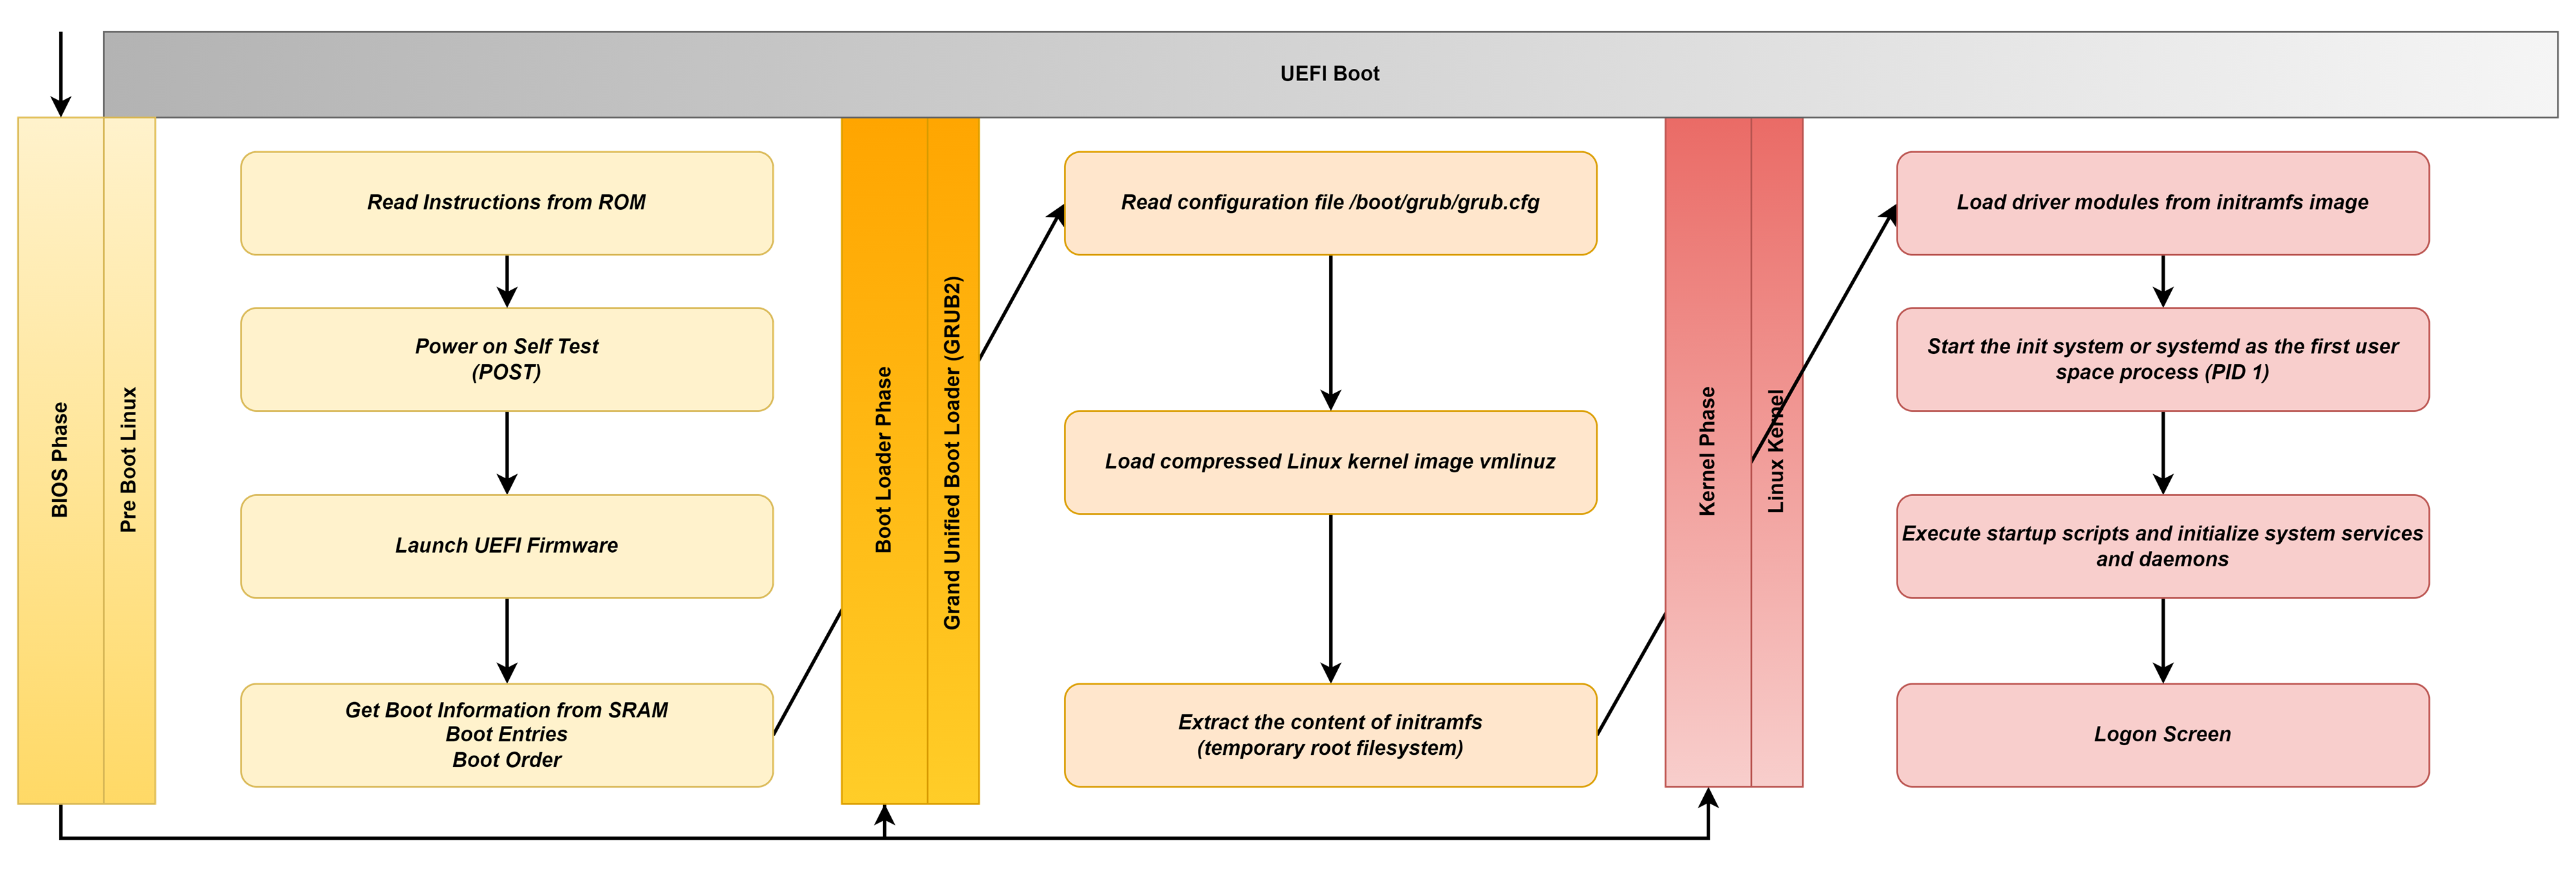 UEFI Boot
BIOS Phase
Pre Boot Linux
Read Instructions from ROM
Power on Self Test
(POST)
Launch UEFI Firmware
Get Boot Information from SRAM
Boot Entries
Boot Order
Boot Loader Phase
Grand Unified Boot Loader (GRUB2)
Read configuration file /boot/grub/grub.cfg
Load compressed Linux kernel image vmlinuz
Extract the content of initramfs
(temporary root filesystem)
Kernel Phase
Linux Kernel
Load driver modules from initramfs image
Start the init system or systemd as the first user
space process (PID 1)
Execute startup scripts and initialize system services
and daemons
Logon Screen